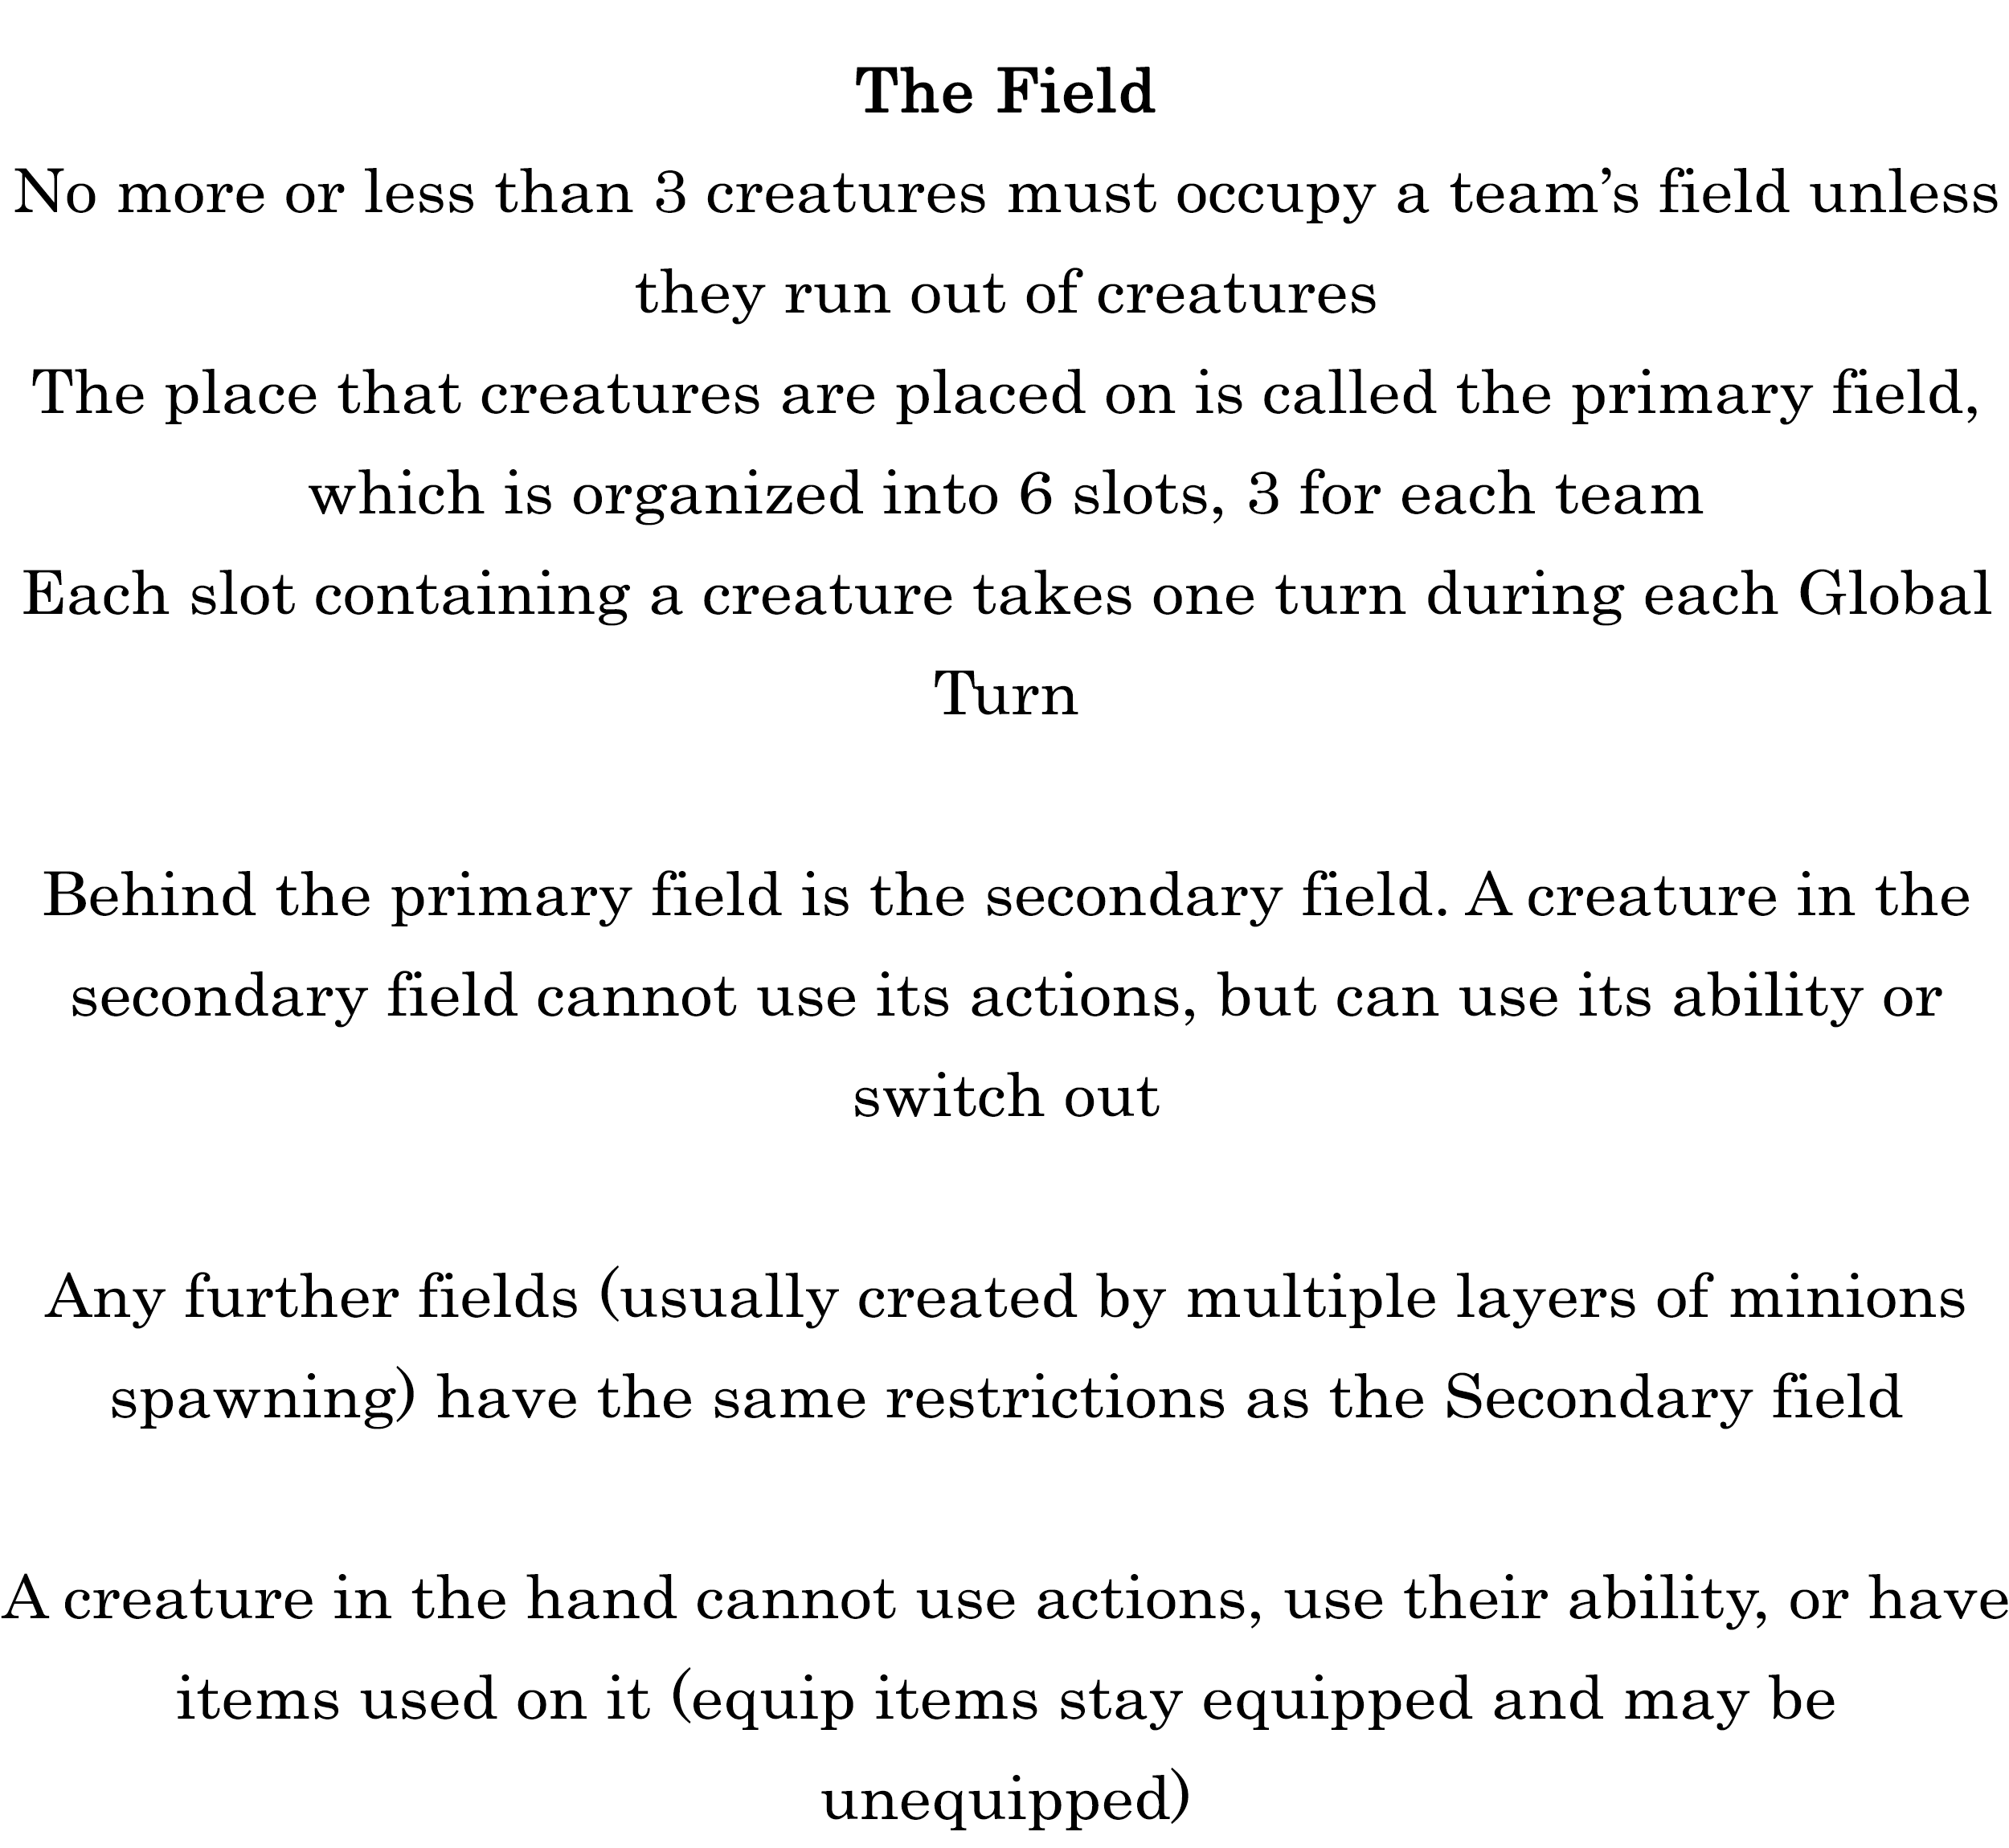 The Field
No more or less than 3 creatures must occupy a team’s field unless
they run out of creatures
The place that creatures are placed on is called the primary field,
which is organized into 6 slots, 3 for each team
Each slot containing a creature takes one turn during each Global
Turn
Behind the primary field is the secondary field. A creature in the
secondary field cannot use its actions, but can use its ability or
switch out
Any further fields (usually created by multiple layers of minions
spawning) have the same restrictions as the Secondary field
A creature in the hand cannot use actions, use their ability, or have
items used on it (equip items stay equipped and may be
unequipped)